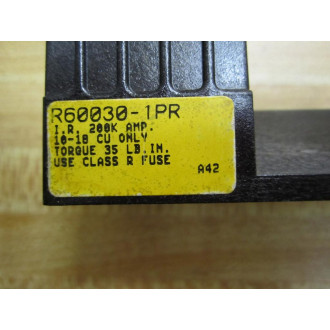 R60030-1PR
I.R. 200K AMP.
10-18 CU ONLY
TORQUE 35 LB.IN.
USE CLASS R FUSE
A42